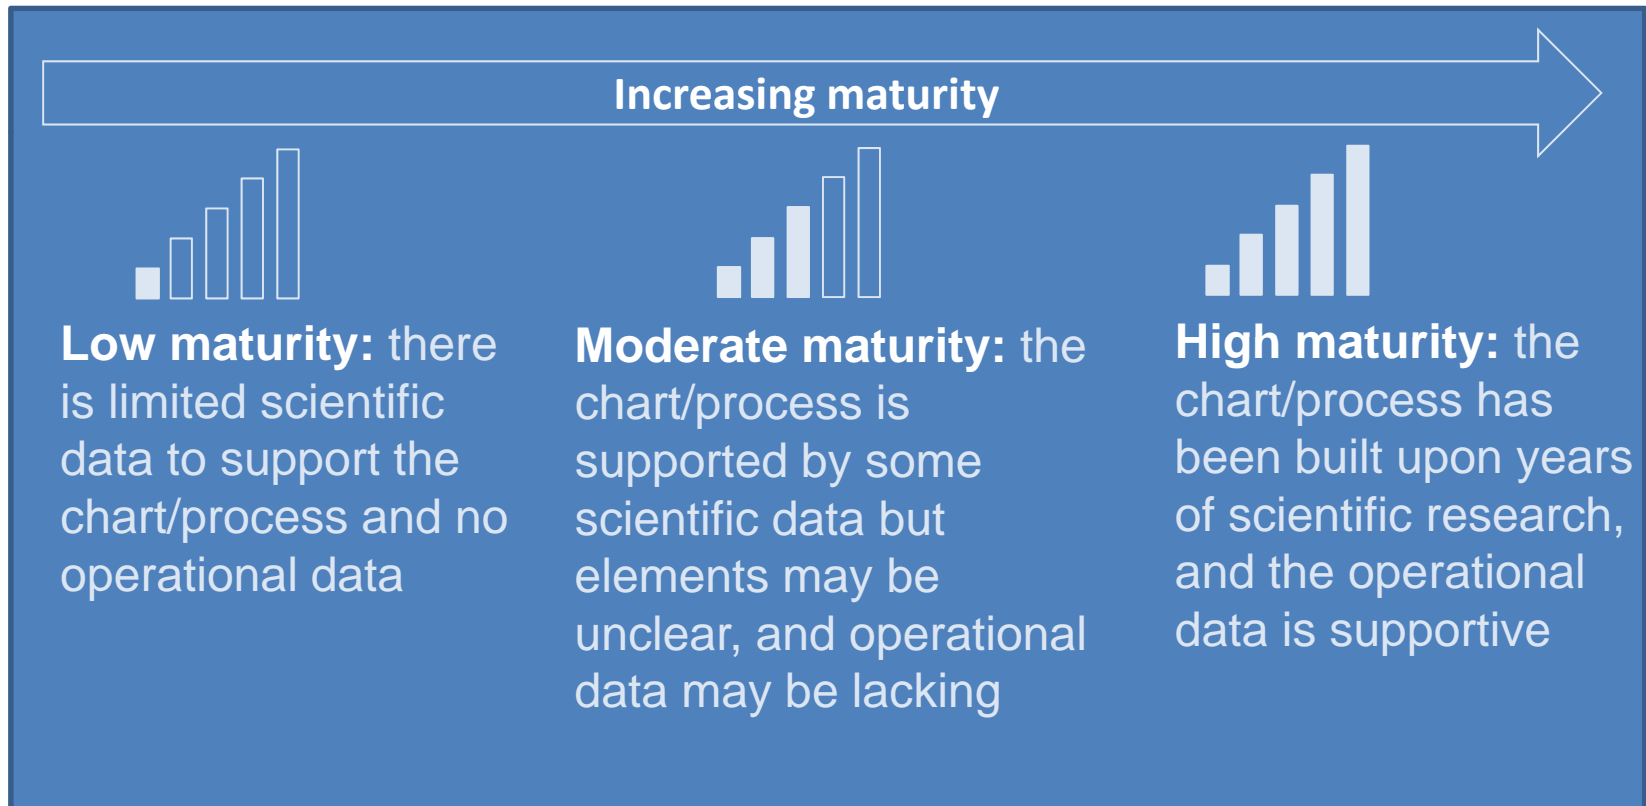 Increasing maturity
Low maturity: there
is limited scientific
data to support the
chart/process and no
operational data
Moderate maturity: the
chart/process is
supported by some
scientific data but
elements may be
unclear, and operational
data may be lacking
High maturity: the
chart/process has
been built upon years
of scientific research,
and the operational
data is supportive